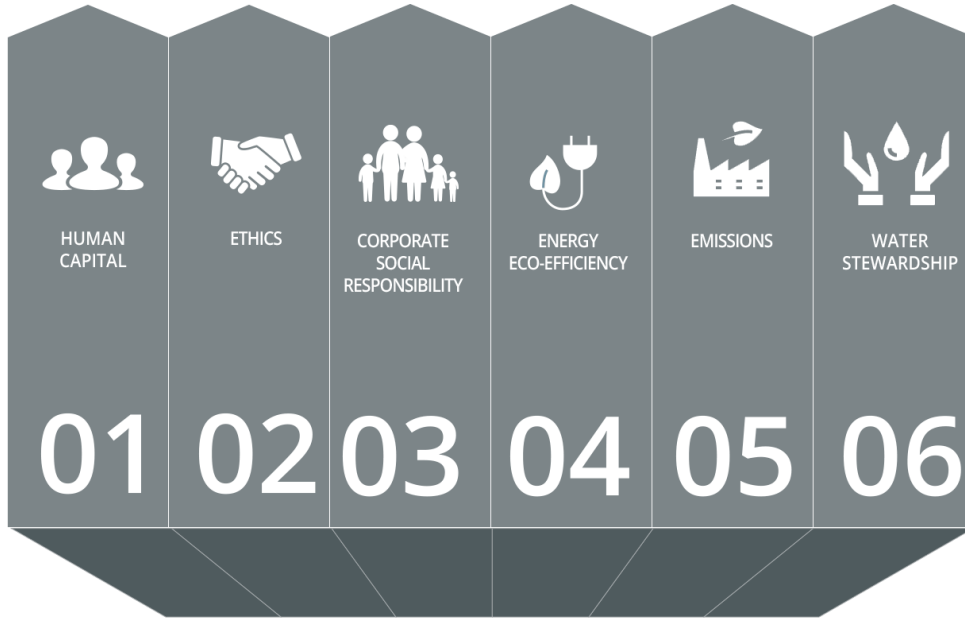 HUMAN
CAPITAL
01
ETHICS
02
CORPORATE
SOCIAL
RESPONSIBILITY
03
ENERGY
ECO-EFFICIENCY
04
EMISSIONS
05
WATER
STEWARDSHIP
06